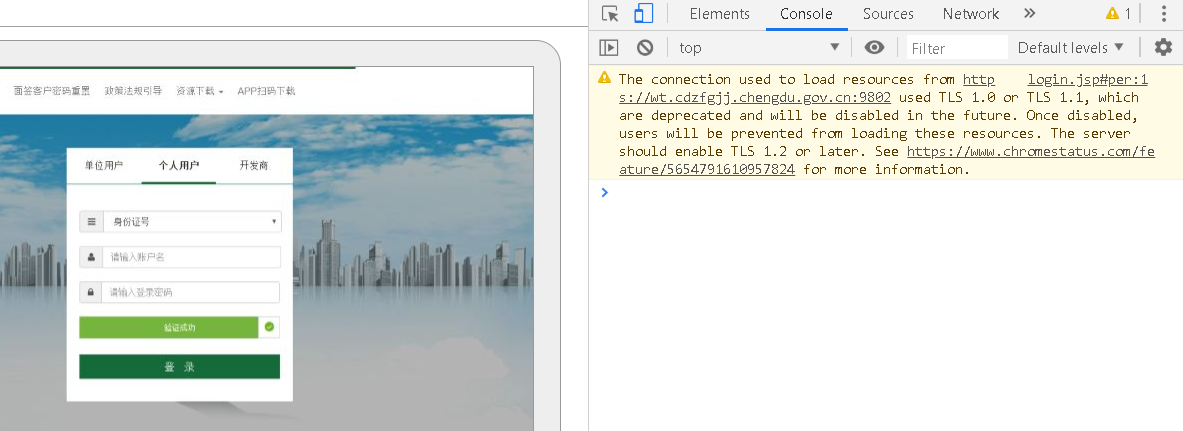 面签客户密码重置 政策法规引导 资源下载 APP扫码下载
单位用户 个人用户 开发商
身份证号
请输入账户名
请输入登录密码
验证成功
登 录
Elements Console Sources Network 1
top Filter Default levels
The connection used to load resources from http login.jsp#per:1
s://wt.cdzfgjj.chengdu.gov.cn:9802 used TLS 1.0 or TLS 1.1, which
are deprecated and will be disabled in the future. Once disabled,
users will be prevented from loading these resources. The server
should enable TLS 1.2 or later. See https://www.chromestatus.com/fe
ature/5654791610957824 for more information.